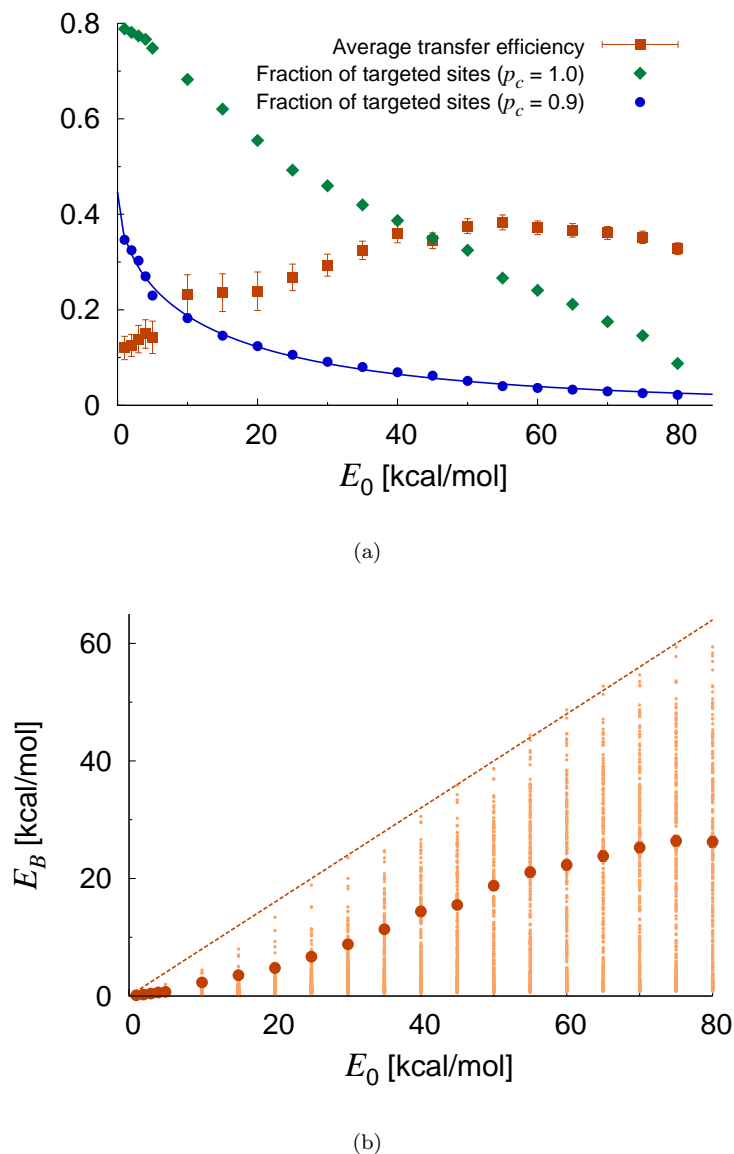 0.8
0.6
0.4
0.2
0
Average transfer efficiency
Fraction of targeted sites (p_c = 1.0)
Fraction of targeted sites (p_c = 0.9)
0 20 40 60 80
E_0 [kcal/mol]
(a)
60
40
20
0
E_B [kcal/mol]
0 20 40 60 80
E_0 [kcal/mol]
(b)